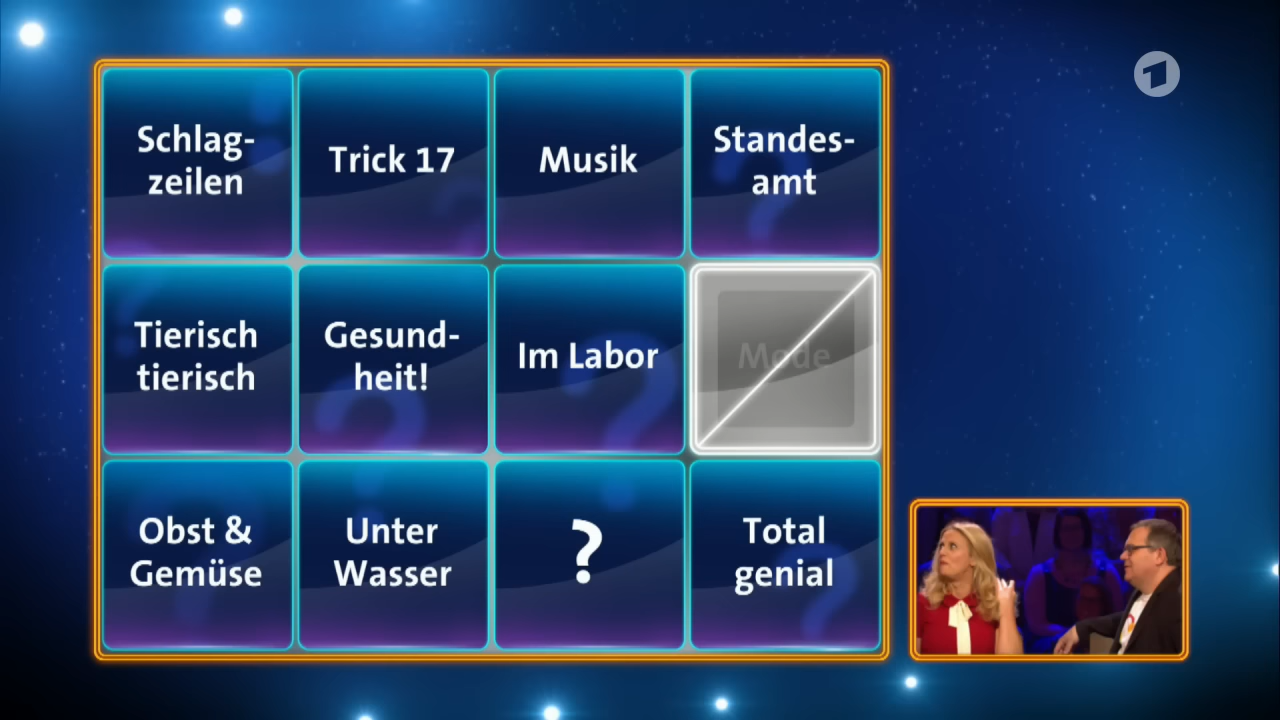 Schlag-
zeilen
Trick 17
Musik
Standes-
amt
Tierisch
tierisch
Gesund-
heit!
Im Labor
Mode
Obst &
Gemüse
Unter
Wasser
?
Total
genial
1